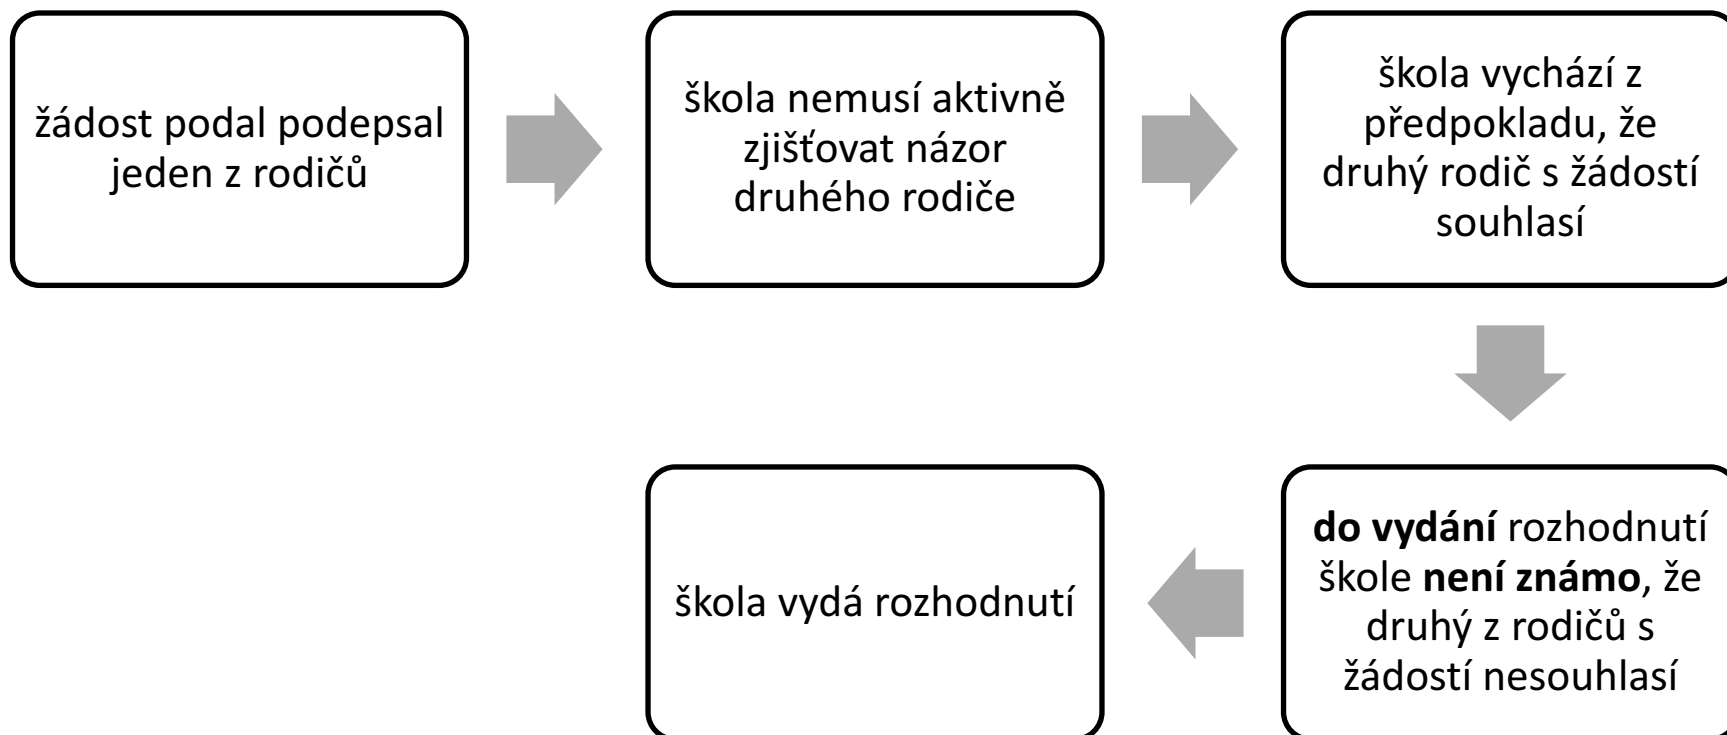 žádost podal podepsal
jeden z rodičů
škola nemusí aktivně
zjišťovat názor
druhého rodiče
škola vychází z
předpokladu, že
druhý rodič s žádostí
souhlasí
do vydání rozhodnutí
škole není známo, že
druhý z rodičů s
žádostí nesouhlasí
škola vydá rozhodnutí